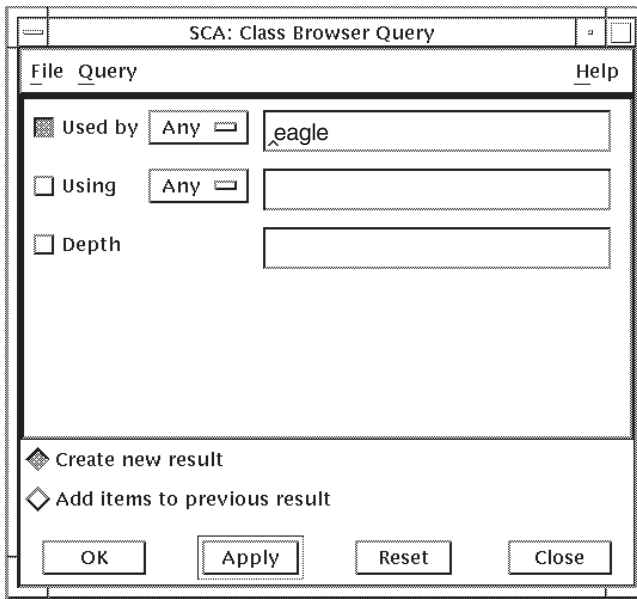 SCA: Class Browser Query
File Query Help
Used by Any eagle
Using Any
Depth
Create new result
Add items to previous result
OK Apply Reset Close